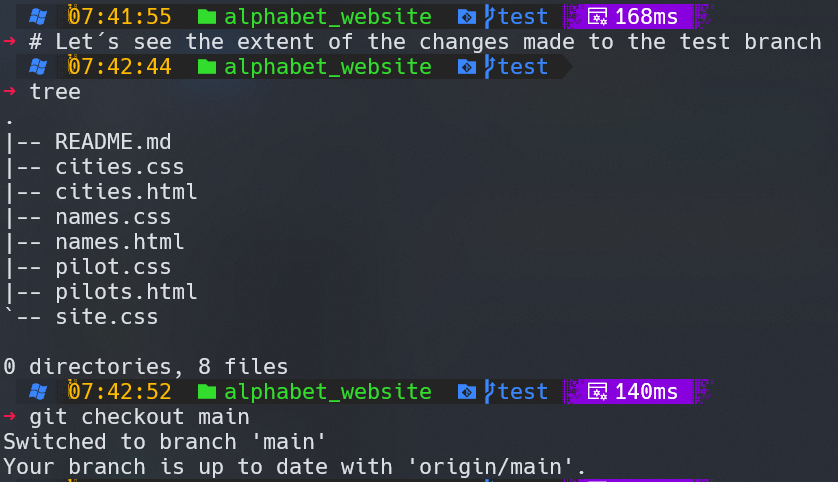 07:41:55 alphabet_website test 168ms
→ # Let´s see the extent of the changes made to the test branch
07:42:44 alphabet_website test
→ tree
.
|-- README.md
|-- cities.css
|-- cities.html
|-- names.css
|-- names.html
|-- pilot.css
|-- pilots.html
`-- site.css
0 directories, 8 files
07:42:52 alphabet_website test 140ms
→ git checkout main
Switched to branch 'main'
Your branch is up to date with 'origin/main'.